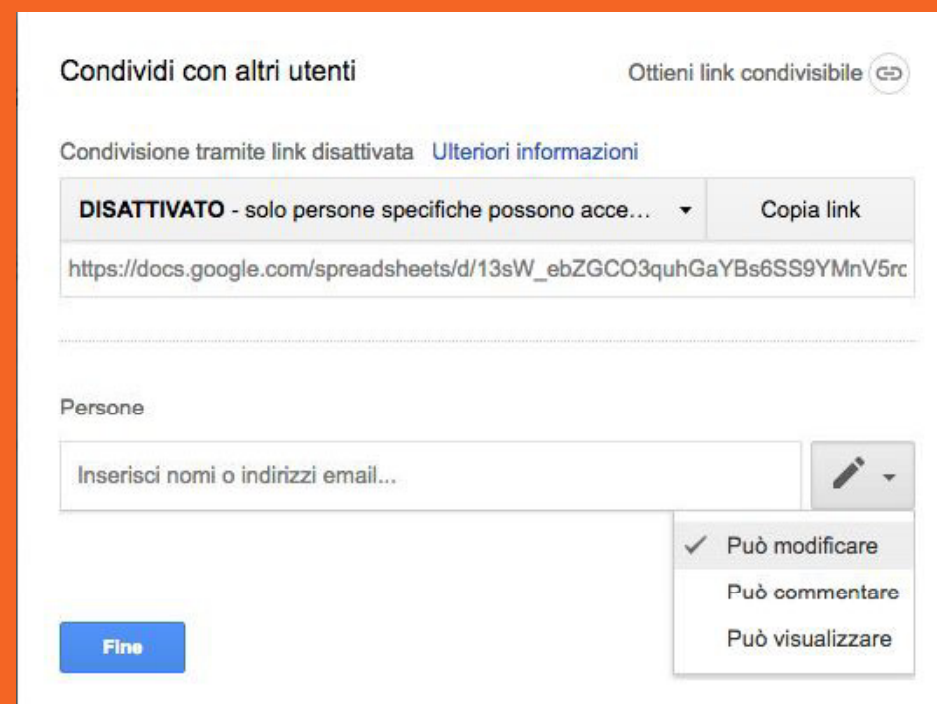 Condividi con altri utenti
Ottieni link condivisibile
Condivisione tramite link disattivata Ulteriori informazioni
DISATTIVATO - solo persone specifiche possono acce... Copia link
https://docs.google.com/spreadsheets/d/13sW_ebZGCO3quhGaYBs6SS9YMnV5rc
Persone
Inserisci nomi o indirizzi email...
Può modificare
Può commentare
Può visualizzare
Fine